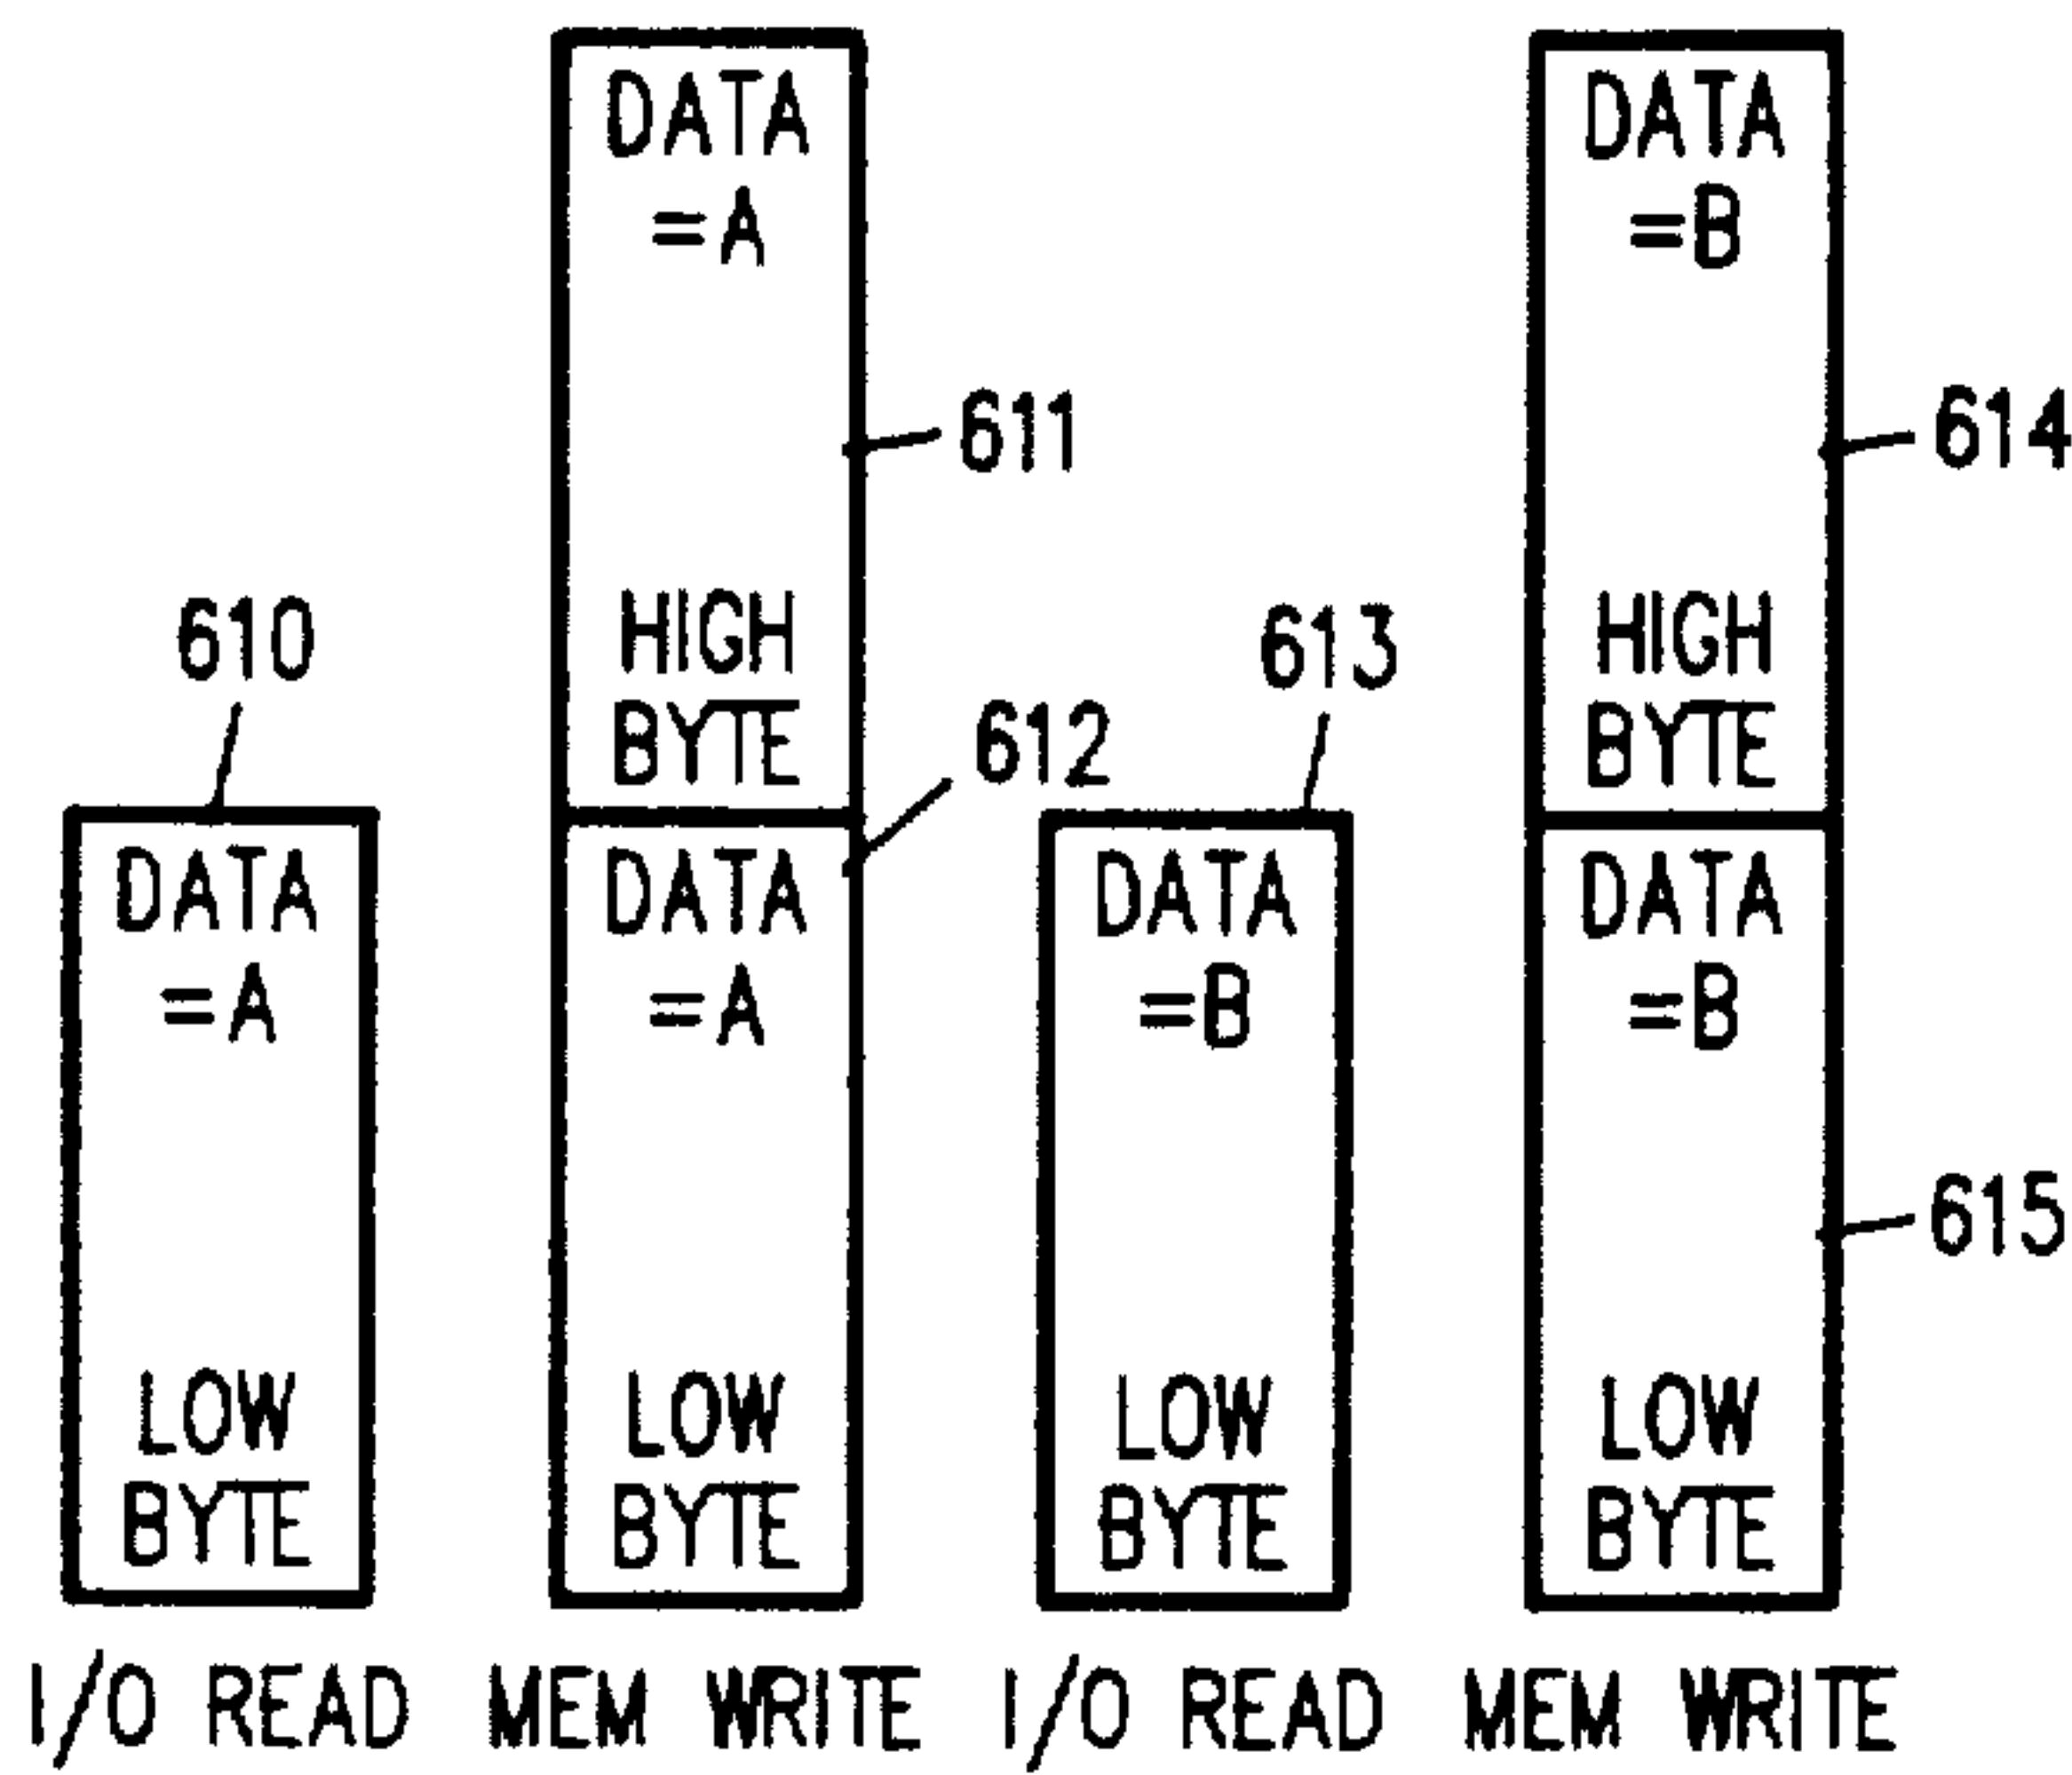 DATA
=A
HIGH
BYTE
611
DATA
=B
HIGH
BYTE
614
610
DATA
=A
LOW
BYTE
612
DATA
=A
LOW
BYTE
613
DATA
=B
LOW
BYTE
DATA
=B
LOW
BYTE
615
I/O READ MEM WRITE I/O READ MEM WRITE